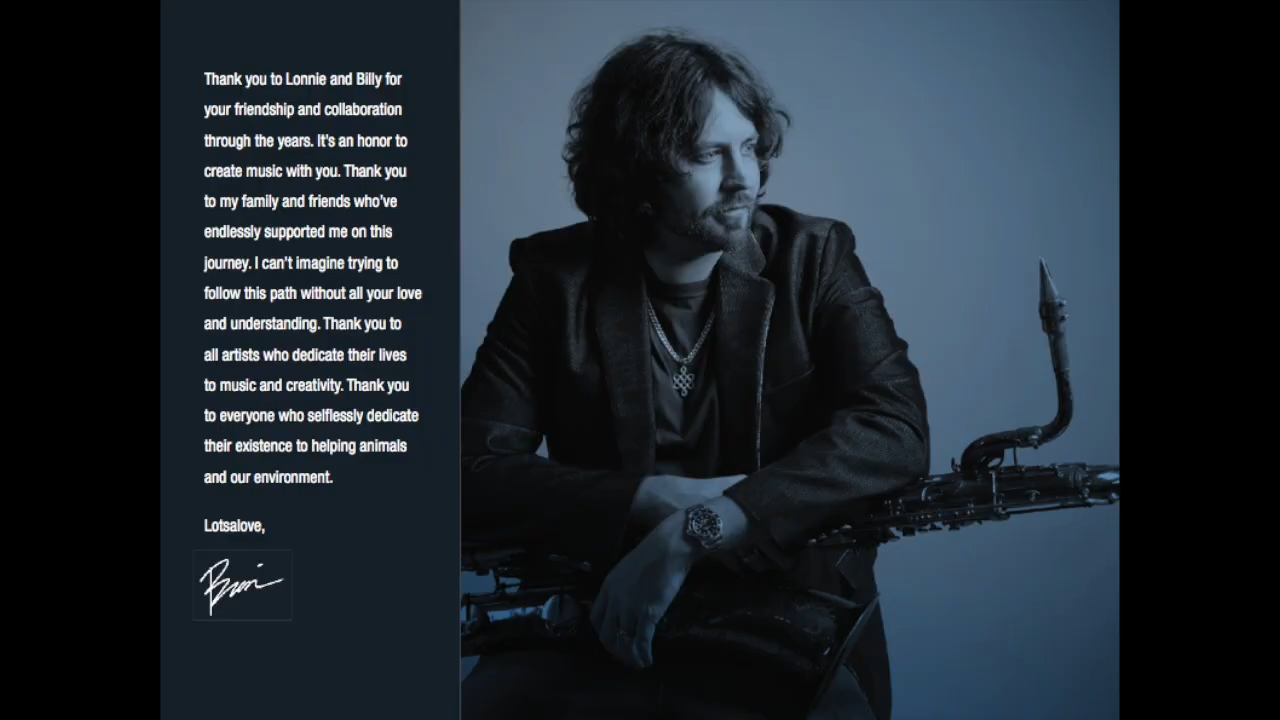 Thank you to Lonnie and Billy for
your friendship and collaboration
through the years. It's an honor to
create music with you. Thank you
to my family and friends who've
endlessly supported me on this
journey. I can't imagine trying to
follow this path without all your love
and understanding. Thank you to
all artists who dedicate their lives
to music and creativity. Thank you
to everyone who selflessly dedicate
their existence to helping animals
and our environment.
Lotsalove,